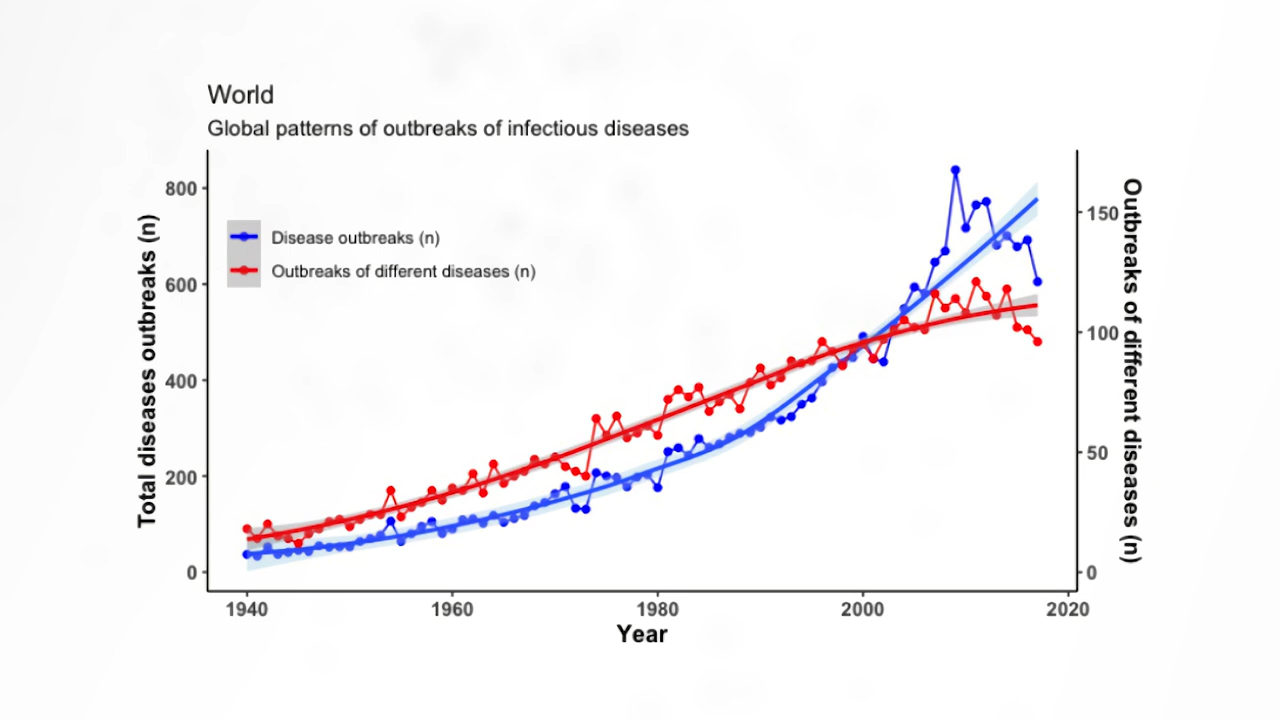 World
Global patterns of outbreaks of infectious diseases
Total diseases outbreaks (n)
800
600
400
200
0
Disease outbreaks (n)
Outbreaks of different diseases (n)
150
100
50
0
Outbreaks of different diseases (n)
1940 1960 1980 2000 2020
Year